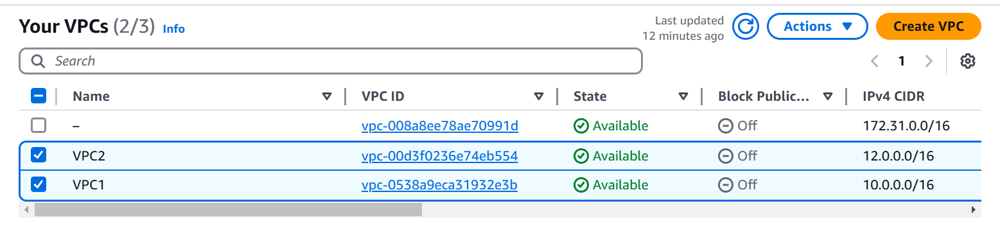 Your VPCs (2/3) Info
Last updated
12 minutes ago
Actions
Create VPC
Search
1
Name VPC ID State Block Public... IPv4 CIDR
– vpc-008a8ee78ae70991d Available Off 172.31.0.0/16
VPC2 vpc-00d3f0236e74eb554 Available Off 12.0.0.0/16
VPC1 vpc-0538a9eca31932e3b Available Off 10.0.0.0/16